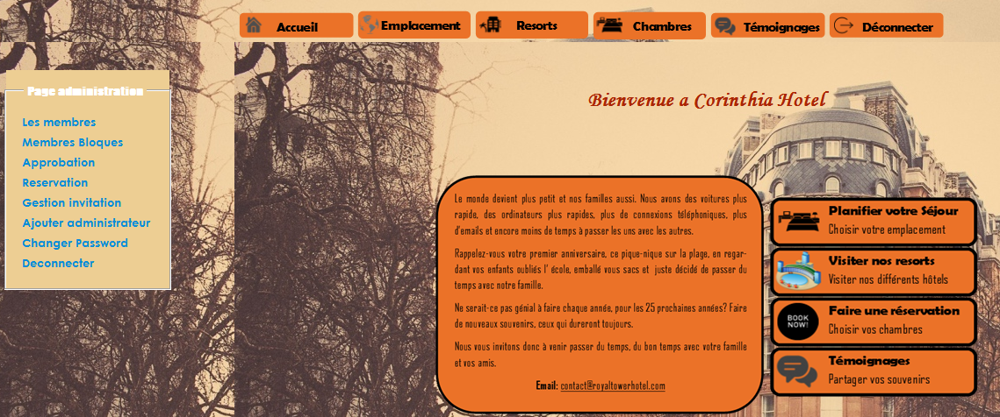 Accueil
Emplacement
Resorts
Chambres
Témoignages
Déconnecter
Page administration
Les membres
Membres Bloques
Approbation
Reservation
Gestion invitation
Ajouter administrateur
Changer Password
Deconnecter
Bienvenue a Corinthia Hotel
Le monde devient plus petit et nos familles aussi. Nous avons des voitures plus
rapide, des ordinateurs plus rapides, plus de connexions téléphoniques, plus
d'emails et encore moins de temps à passer les uns avec les autres.
Rappelez-vous votre premier anniversaire, ce pique-nique sur la plage, en regar-
dant vos enfants oubliés l' école, emballé vous sacs et juste décidé de passer du
temps avec notre famille.
Ne serait-ce pas génial à faire chaque année, pour les 25 prochaines années? Faire
de nouveaux souvenirs, ceux qui dureront toujours.
Nous vous invitons donc à venir passer du temps, du bon temps avec votre famille
et vos amis.
Email: contact@royaltowerhotel.com
Planifier votre Séjour
Choisir votre emplacement
Visiter nos resorts
Visiter nos différents hôtels
BOOK
NOW!
Faire une réservation
Choisir vos chambres
Témoignages
Partager vos souvenirs